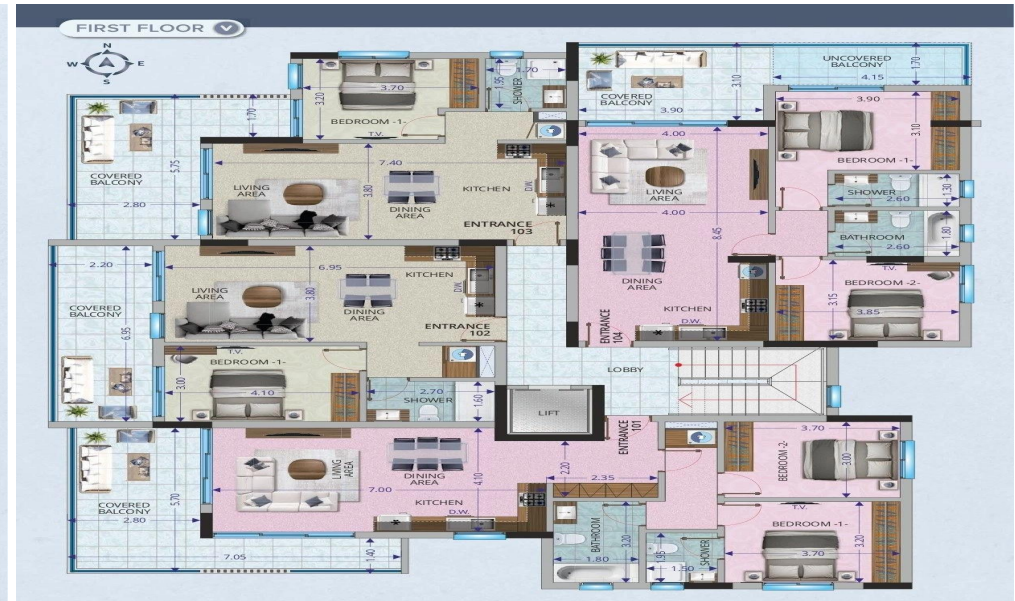 FIRST FLOOR
N
W
E
S
3.70
3.20
BEDROOM -1-
T.V.
1.70
1.95
SHOWER
1.70
5.75
COVERED
BALCONY
2.80
7.40
3.80
LIVING
AREA
DINING
AREA
KITCHEN
D.W.
ENTRANCE
103
COVERED
BALCONY
3.90
3.10
UNCOVERED
BALCONY
4.15
1.70
4.00
LIVING
AREA
4.00
8.45
DINING
AREA
KITCHEN
D.W.
ENTRANCE
104
3.90
3.10
BEDROOM -1-
SHOWER
2.60
1.30
BATHROOM
2.60
1.80
T.V.
BEDROOM -2-
3.15
3.85
2.20
COVERED
BALCONY
6.95
6.95
3.80
LIVING
AREA
DINING
AREA
KITCHEN
D.W.
ENTRANCE
102
T.V.
BEDROOM -1-
3.00
4.10
2.70
SHOWER
1.60
LOBBY
LIFT
ENTRANCE
101
5.70
COVERED
BALCONY
2.80
7.05
1.40
LIVING
AREA
DINING
AREA
7.00
4.10
KITCHEN
D.W.
2.20
2.35
BATHROOM
3.20
1.80
1.95
SHOWER
1.50
3.70
BEDROOM -2-
3.00
T.V.
BEDROOM -1-
3.70
3.20